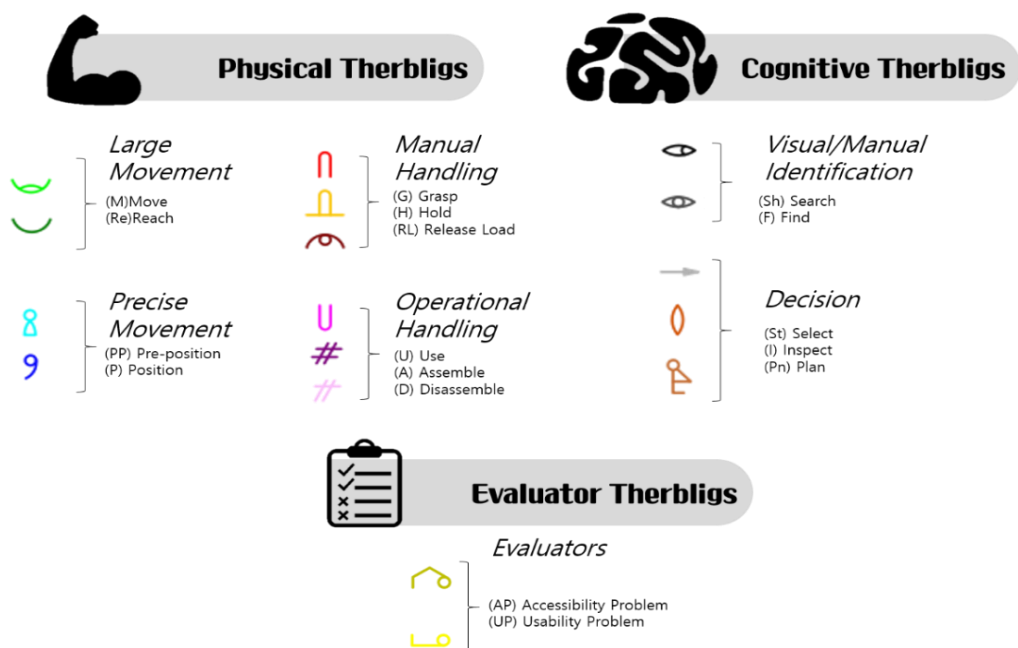 Physical Therbligs
Large
Movement
(M)Move
(Re)Reach
Manual
Handling
(G) Grasp
(H) Hold
(RL) Release Load
Precise
Movement
(PP) Pre-position
(P) Position
Operational
Handling
(U) Use
(A) Assemble
(D) Disassemble
Cognitive Therbligs
Visual/Manual
Identification
(Sh) Search
(F) Find
Decision
(St) Select
(I) Inspect
(Pn) Plan
Evaluator Therbligs
Evaluators
(AP) Accessibility Problem
(UP) Usability Problem